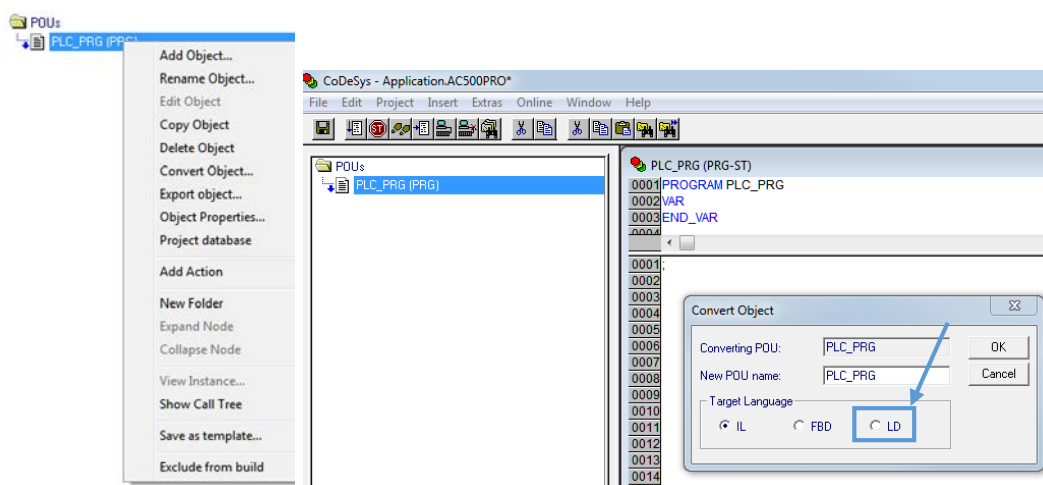 POUs
PLC_PRG (PRG)
Add Object...
Rename Object...
Edit Object
Copy Object
Delete Object
Convert Object...
Export object...
Object Properties...
Project database
Add Action
New Folder
Expand Node
Collapse Node
View Instance...
Show Call Tree
Save as template...
Exclude from build
CoDeSys - Application.AC500PRO*
File Edit Project Insert Extras Online Window Help
POUs
PLC_PRG (PRG)
PLC_PRG (PRG-ST)
0001 PROGRAM PLC_PRG
0002 VAR
0003 END_VAR
0004
0001 ;
0002
0003
0004
0005
0006
0007
0008
0009
0010
0011
0012
0013
0014
Convert Object
Converting POU: PLC_PRG OK
New POU name: PLC_PRG Cancel
Target Language
IL FBD LD